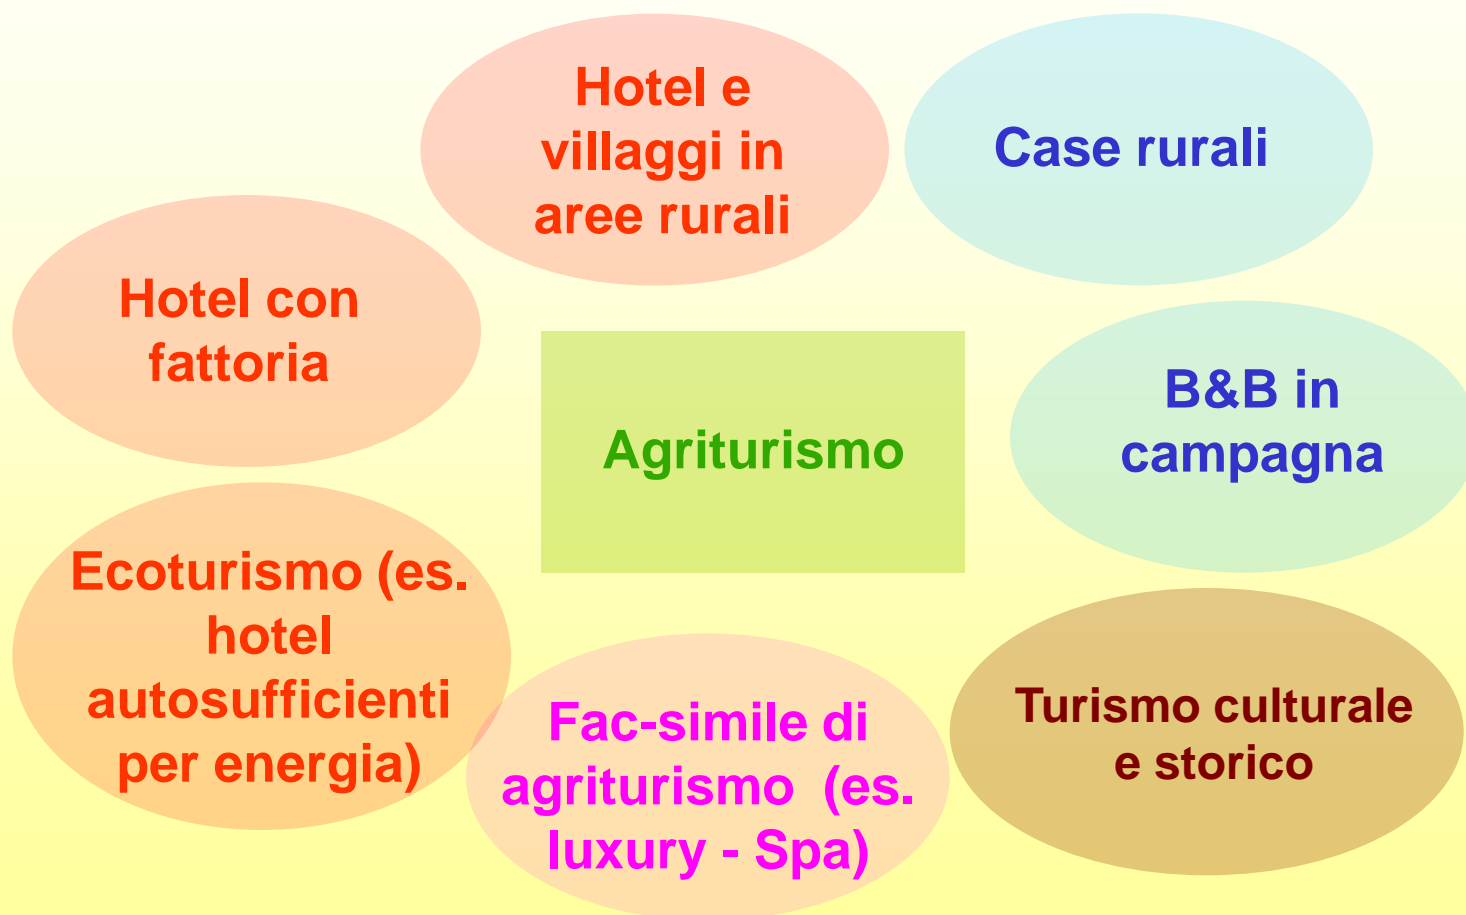 Hotel e
villaggi in
aree rurali
Case rurali
Hotel con
fattoria
B&B in
campagna
Agriturismo
Ecoturismo (es.
hotel
autosufficienti
per energia)
Fac-simile di
agriturismo  (es.
luxury - Spa)
Turismo culturale
e storico